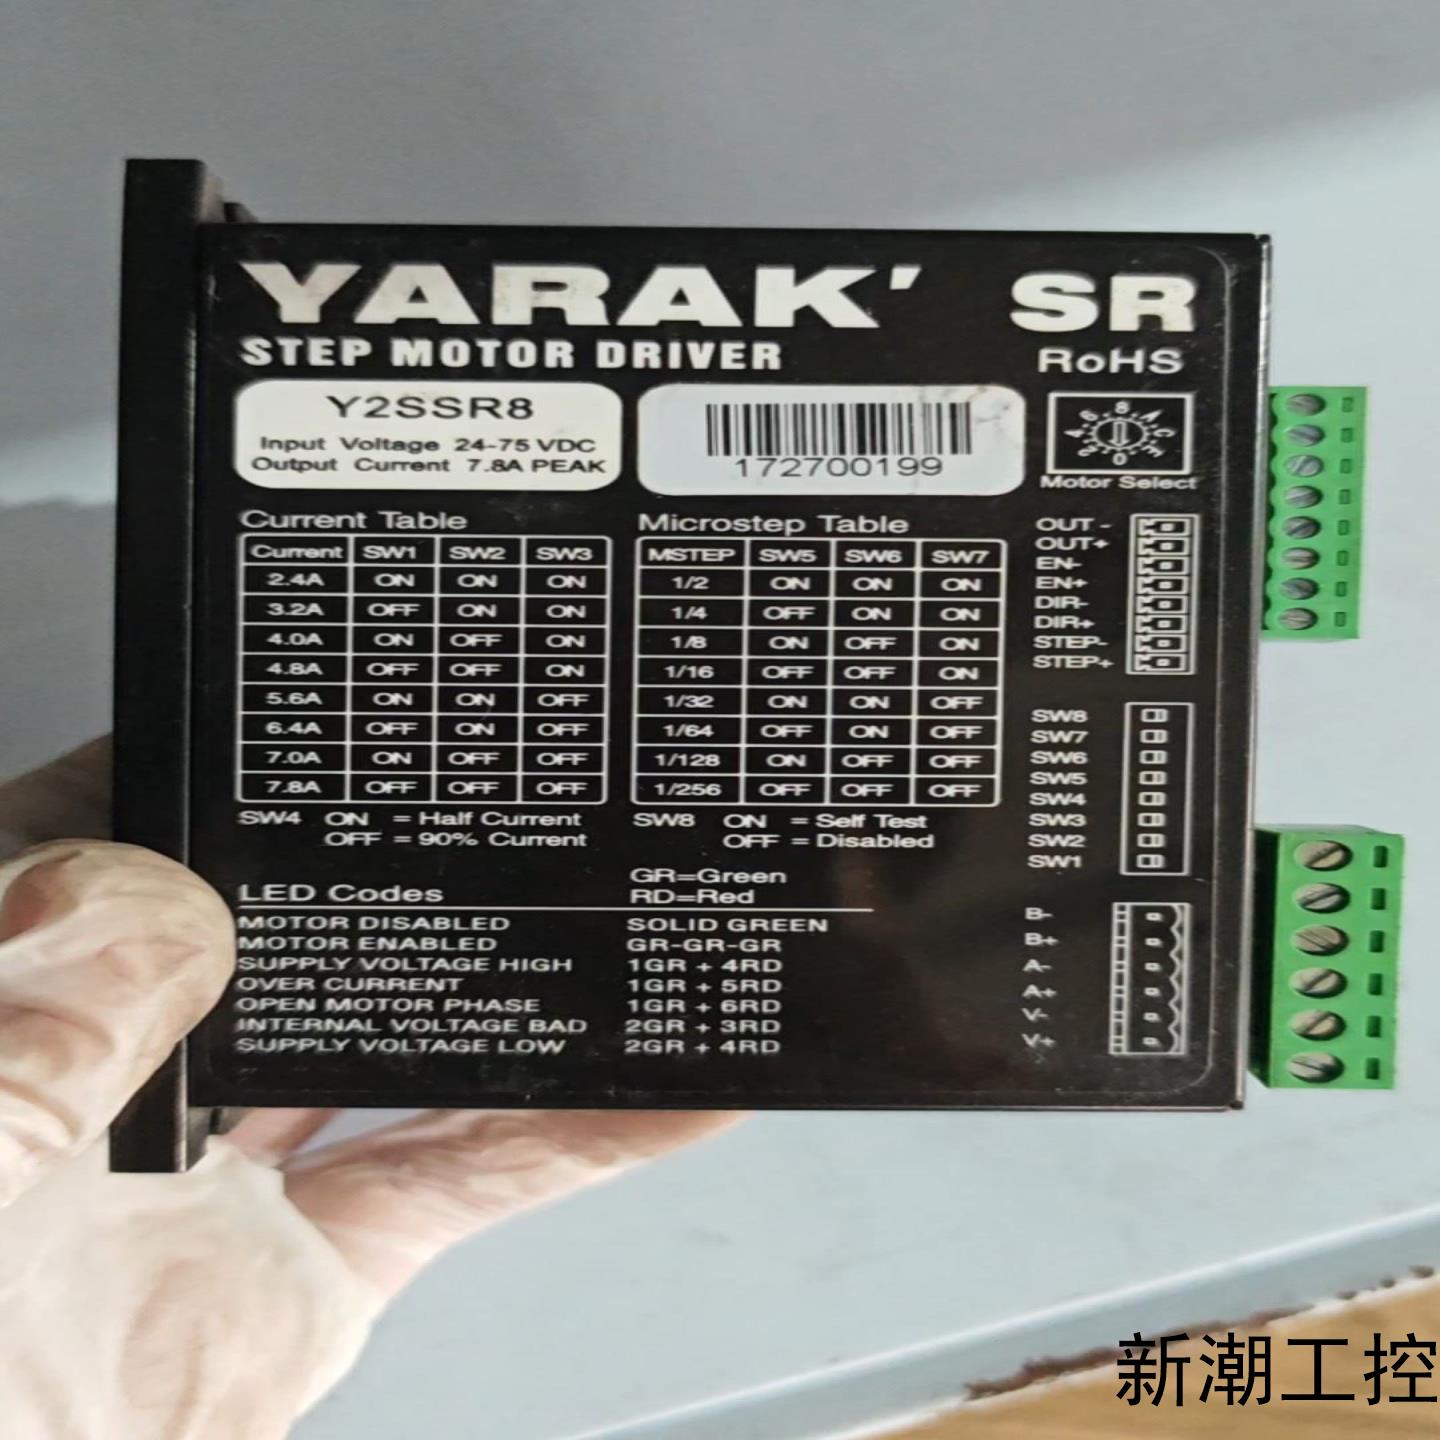 YARAK' SR
STEP MOTOR DRIVER RoHS
Y2SSR8
Input Voltage 24-75 VDC
Output Current 7.8A PEAK
172700199
Motor Select
Current Table
Current SW1 SW2 SW3
2.4A ON ON ON
3.2A OFF ON ON
4.0A ON OFF ON
4.8A OFF OFF ON
5.6A ON ON OFF
6.4A OFF ON OFF
7.0A ON OFF OFF
7.8A OFF OFF OFF
SW4 ON = Half Current
OFF = 90% Current
Microstep Table
MSTEP SW5 SW6 SW7
1/2 ON ON ON
1/4 OFF ON ON
1/8 ON OFF ON
1/16 OFF OFF ON
1/32 ON ON OFF
1/64 OFF ON OFF
1/128 ON OFF OFF
1/256 OFF OFF OFF
SW8 ON = Self Test
OFF = Disabled
GR=Green
LED Codes RD=Red
MOTOR DISABLED SOLID GREEN
MOTOR ENABLED GR-GR-GR
SUPPLY VOLTAGE HIGH 1GR + 4RD
OVER CURRENT 1GR + 5RD
OPEN MOTOR PHASE 1GR + 6RD
INTERNAL VOLTAGE BAD 2GR + 3RD
SUPPLY VOLTAGE LOW 2GR + 4RD
OUT -
OUT+
EN-
EN+
DIR-
DIR+
STEP-
STEP+
SW8
SW7
SW6
SW5
SW4
SW3
SW2
SW1
B-
B+
A-
A+
V-
V+
新潮工控